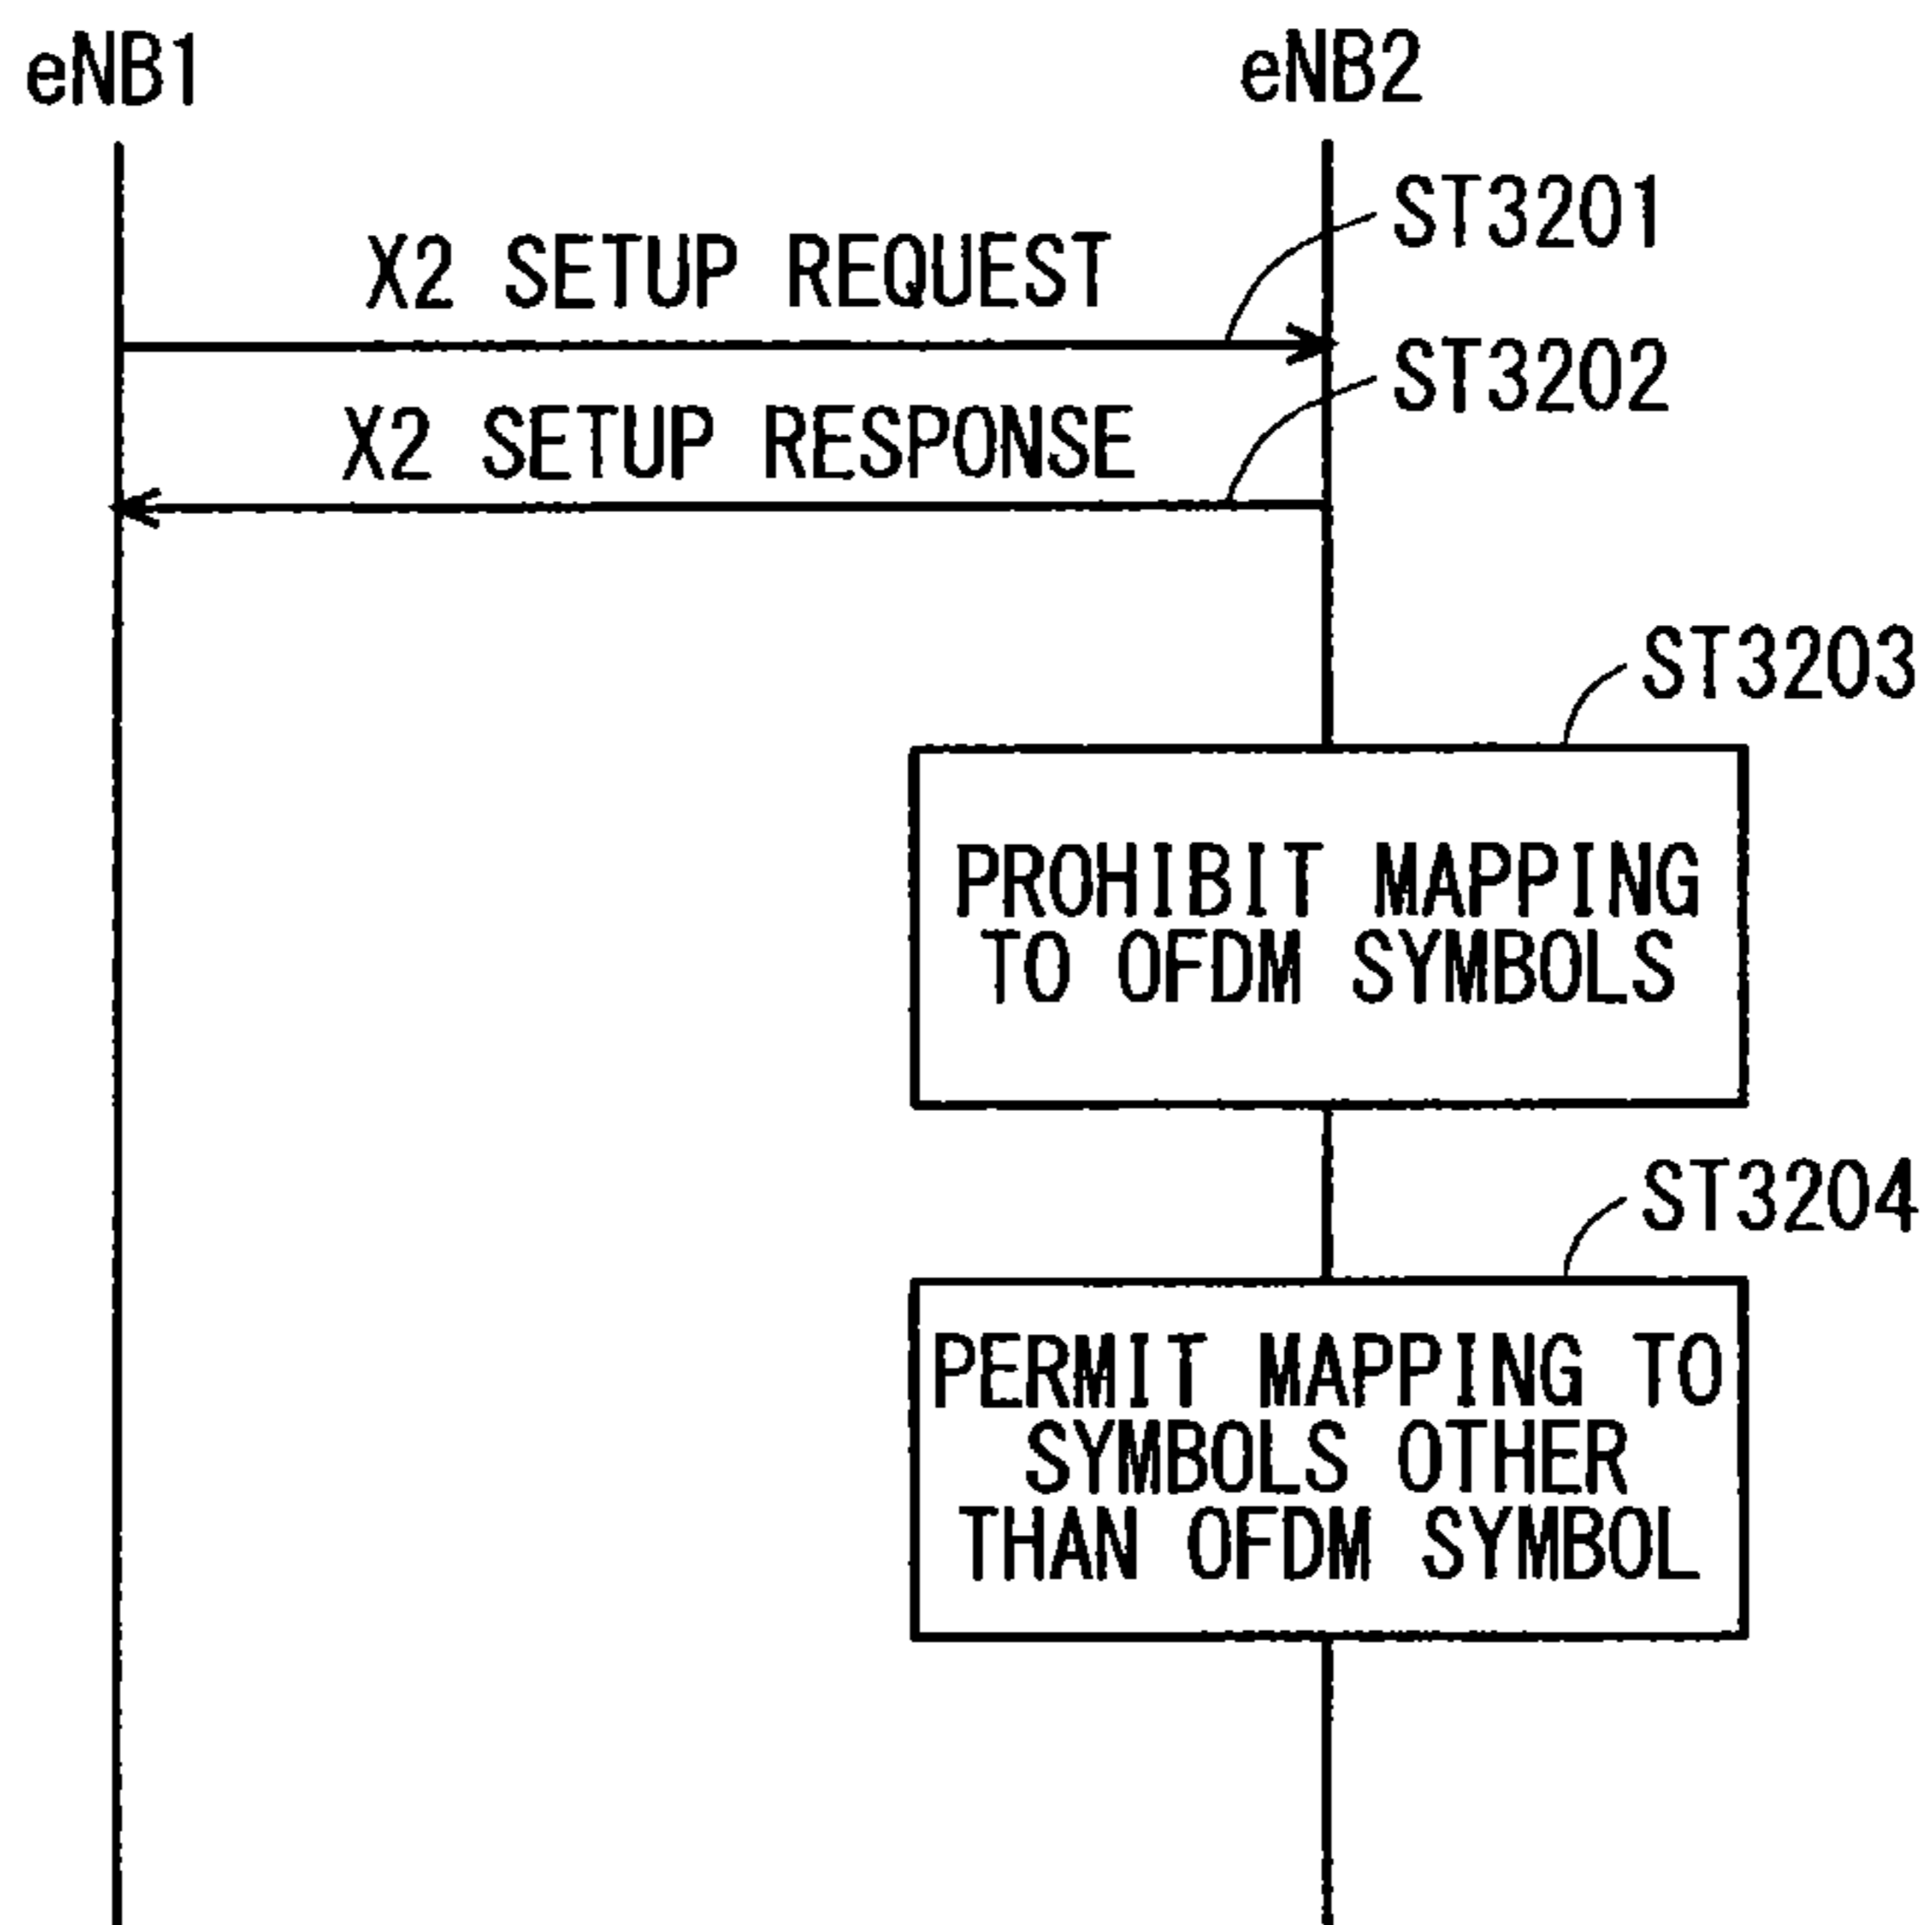 eNB1
eNB2
ST3201
X2 SETUP REQUEST
ST3202
X2 SETUP RESPONSE
ST3203
PROHIBIT MAPPING
TO OFDM SYMBOLS
ST3204
PERMIT MAPPING TO
SYMBOLS OTHER
THAN OFDM SYMBOL